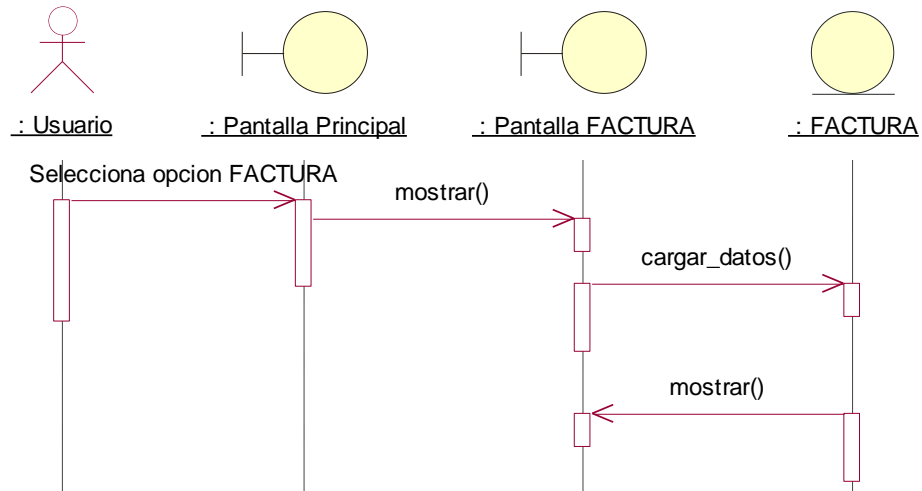 : Usuario
: Pantalla Principal
: Pantalla FACTURA
: FACTURA
Selecciona opcion FACTURA
mostrar()
cargar_datos()
mostrar()